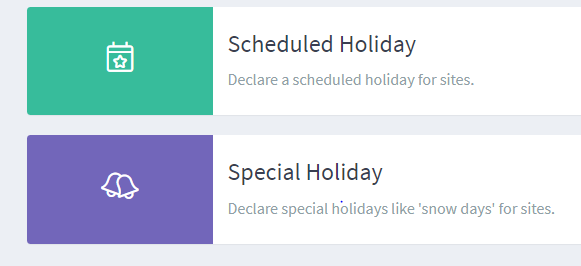 Scheduled Holiday
Declare a scheduled holiday for sites.
Special Holiday
Declare special holidays like 'snow days' for sites.